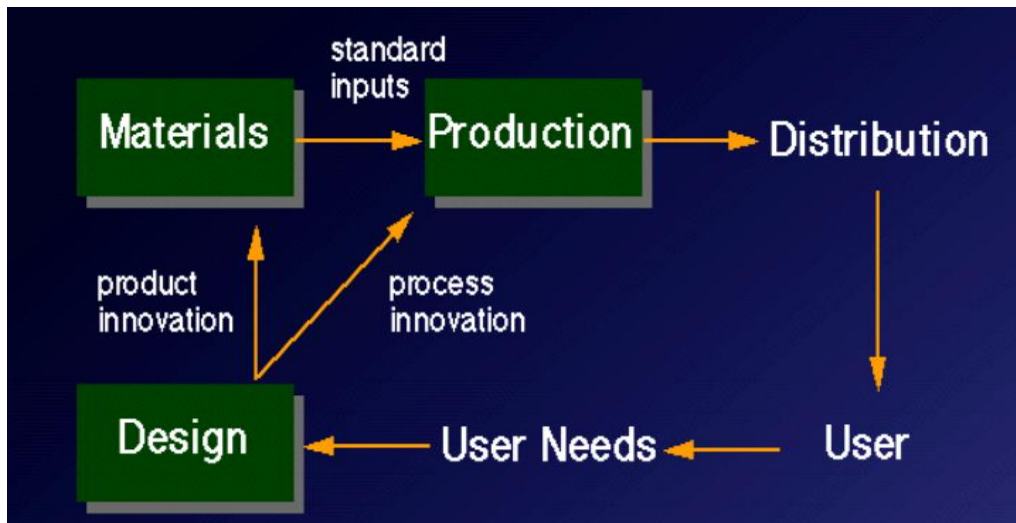 standard
inputs
Materials
Production
Distribution
product
innovation
process
innovation
Design
User Needs
User